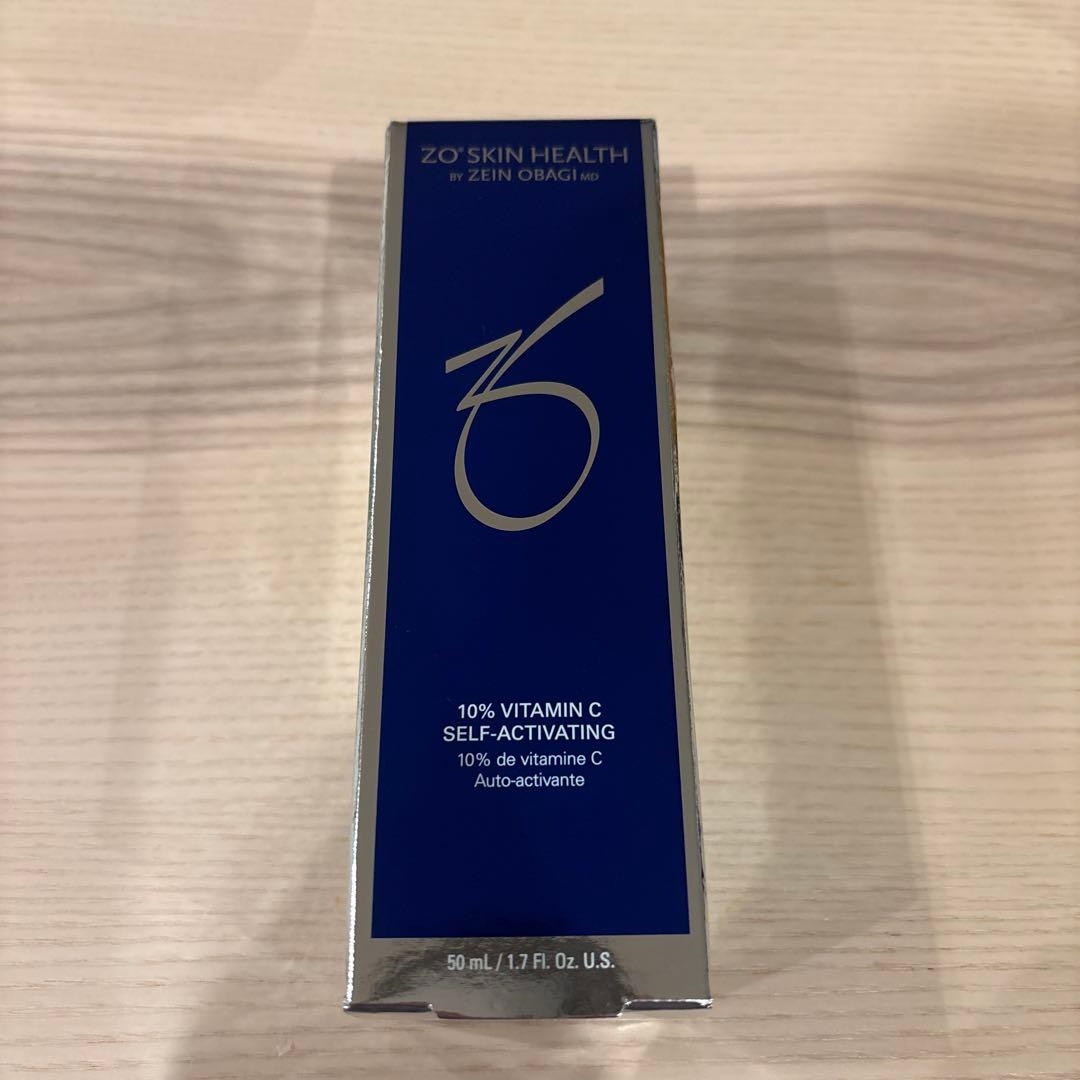 ZO® SKIN HEALTH
BY ZEIN OBAGI MD
ZO
10% VITAMIN C
SELF-ACTIVATING
10% de vitamine C
Auto-activante
50 mL / 1.7 Fl. Oz. U.S.